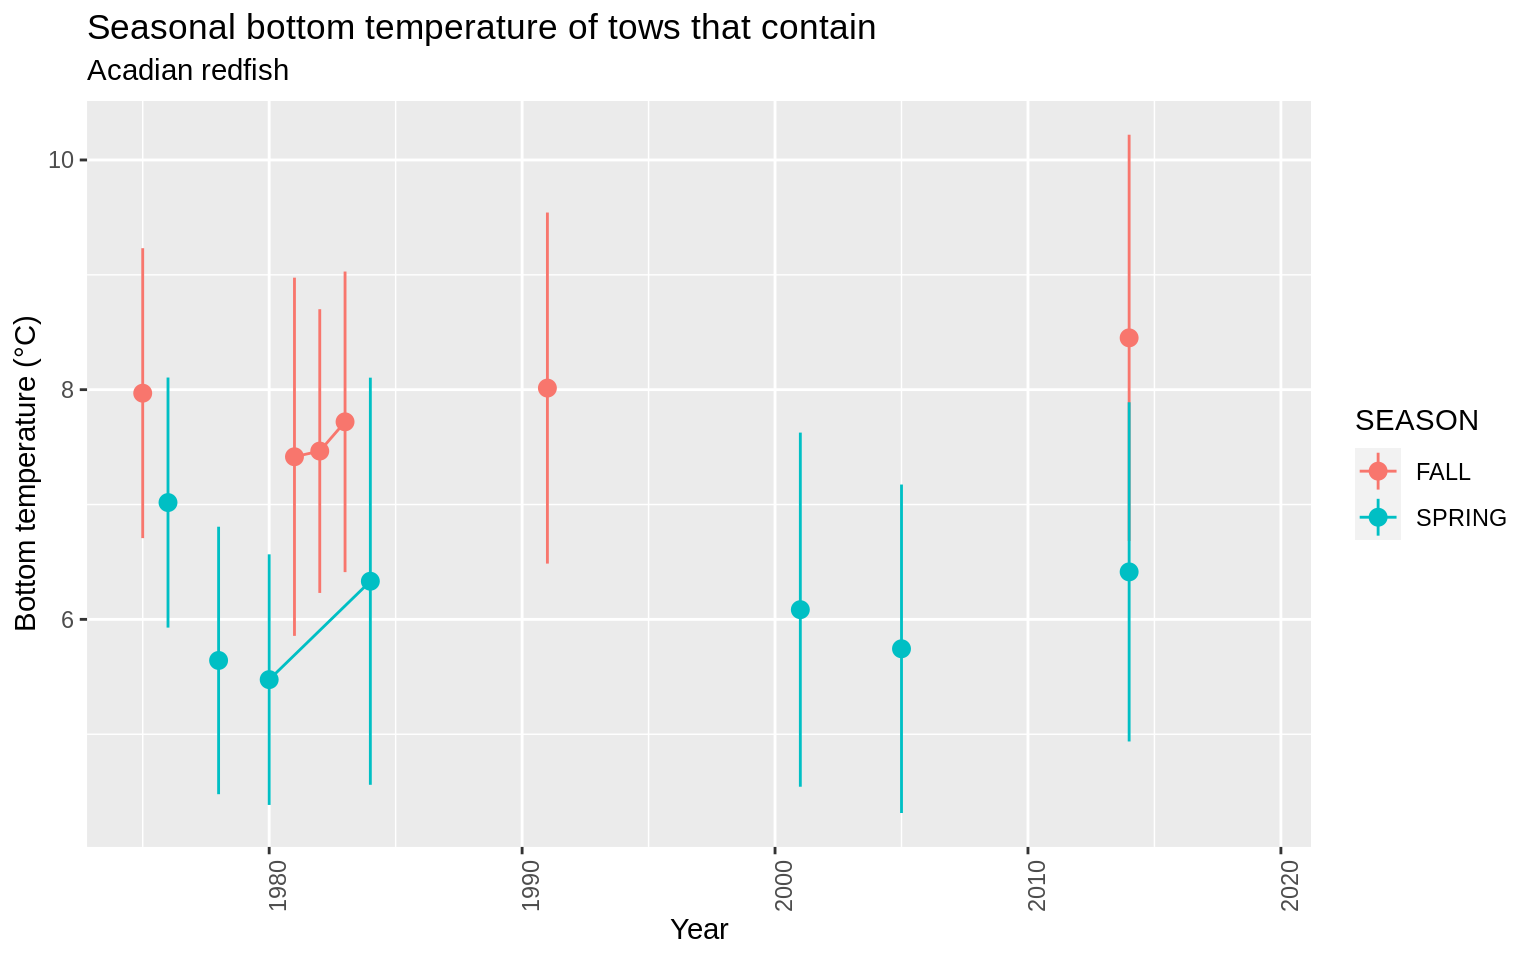 Seasonal bottom temperature of tows that contain
Acadian redfish
Bottom temperature (°C)
10
8
6
1980
1990
2000
2010
2020
Year
SEASON
FALL
SPRING